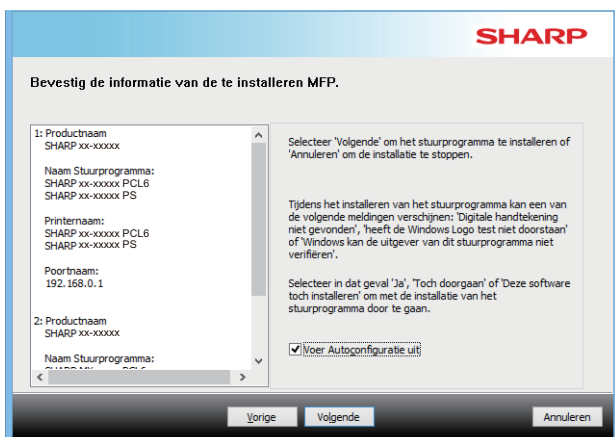 SHARP
Bevestig de informatie van de te installeren MFP.
1: Productnaam
SHARP xx-xxxxx
Naam Stuurprogramma:
SHARP xx-xxxxx PCL6
SHARP xx-xxxxx PS
Printernaam:
SHARP xx-xxxxx PCL6
SHARP xx-xxxxx PS
Poortnaam:
192.168.0.1
2: Productnaam
SHARP xx-xxxxx
Naam Stuurprogramma:
Selecteer 'Volgende' om het stuurprogramma te installeren of
'Annuleren' om de installatie te stoppen.
Tijdens het installeren van het stuurprogramma kan een van
de volgende meldingen verschijnen: 'Digitale handtekening
niet gevonden', 'heeft de Windows Logo test niet doorstaan'
of 'Windows kan de uitgever van dit stuurprogramma niet
verifiëren'.
Selecteer in dat geval 'Ja', 'Toch doorgaan' of 'Deze software
toch installeren' om met de installatie van het
stuurprogramma door te gaan.
Voer Autoconfiguratie uit
Vorige
Volgende
Annuleren